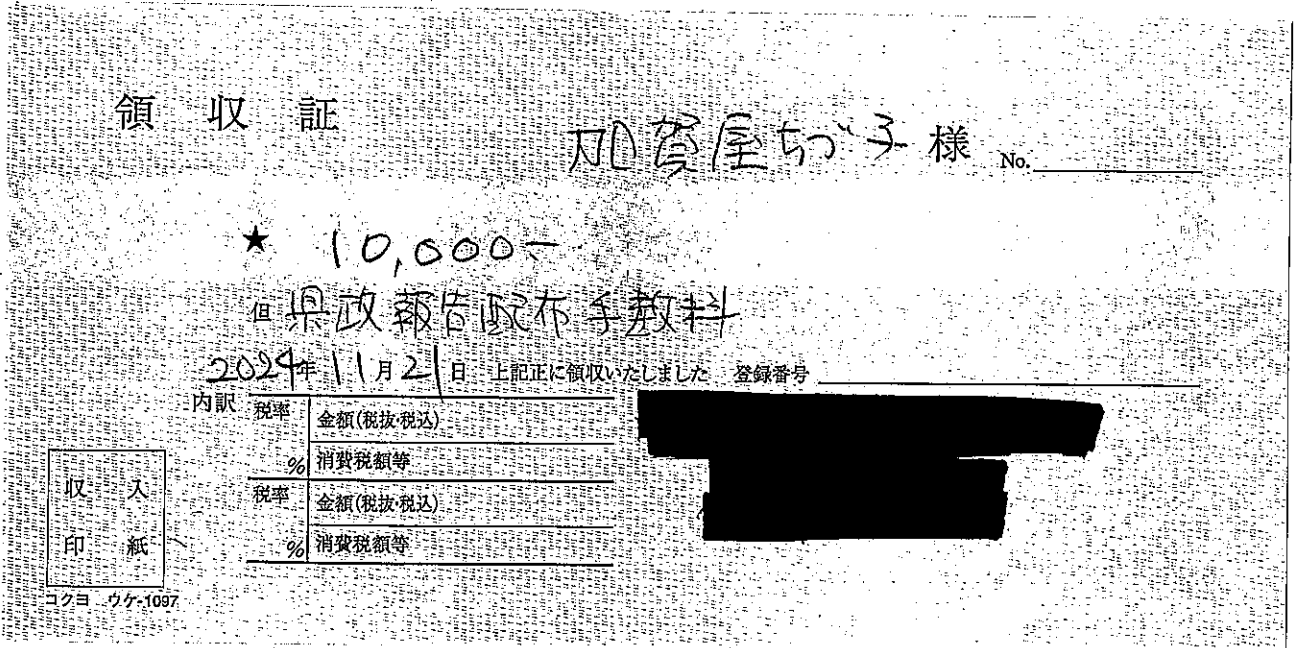 領収証
加賀屋ちづ子 様 No.
★ 10,000-
但 県政報告配布手数料
2024年11月21日 上記正に領収いたしました 登録番号
内訳 税率 金額(税抜・税込)
% 消費税額等
税率 金額(税抜・税込)
% 消費税額等
収入
印紙
コクヨ ウケ-1097